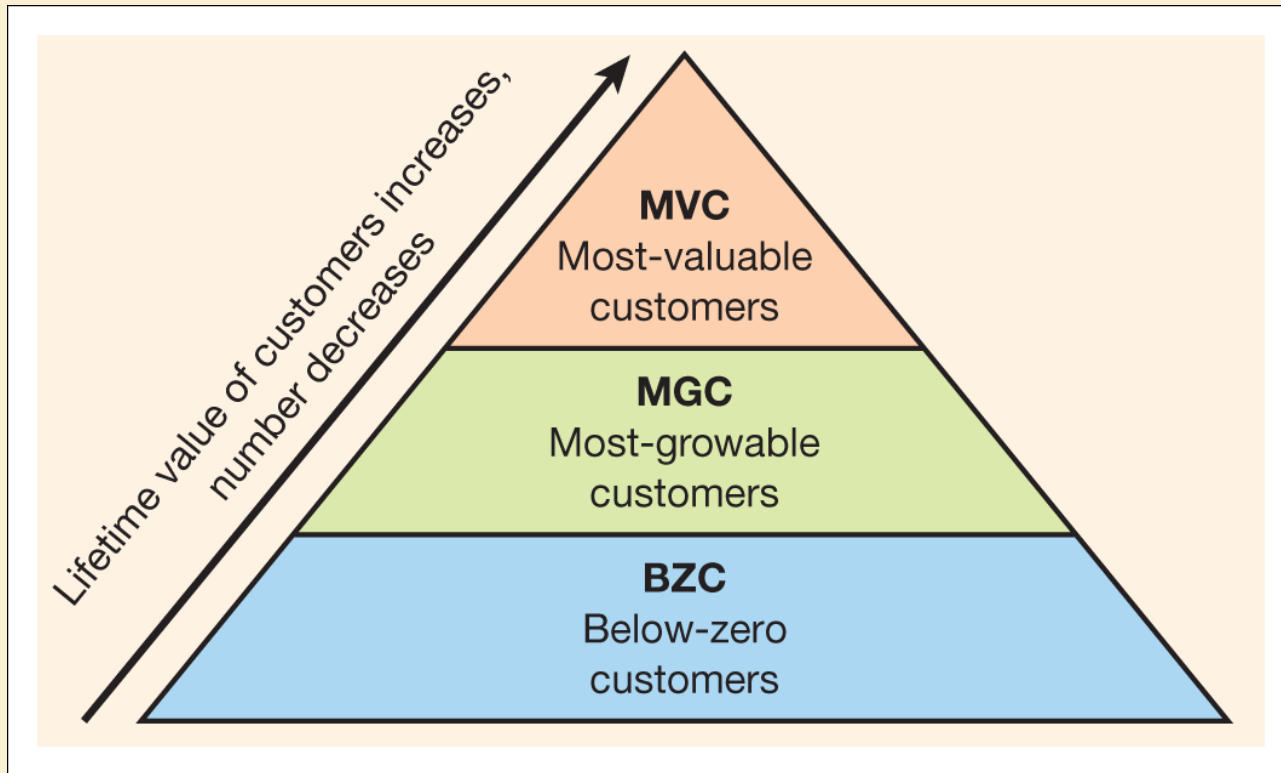 Lifetime value of customers increases,
number decreases
MVC
Most-valuable
customers
MGC
Most-growable
customers
BZC
Below-zero
customers